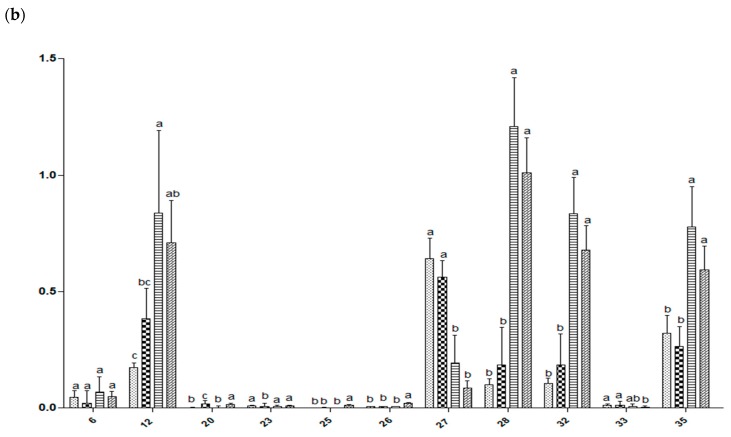 (b)
1.5
1.0
0.5
0.0
a a a a
c bc a ab
b c b a
a b a a
b b b a
b b b a
a a b b
b b a a
b b a a
a a ab b
b b a a
6 12 20 23 25 26 27 28 32 33 35